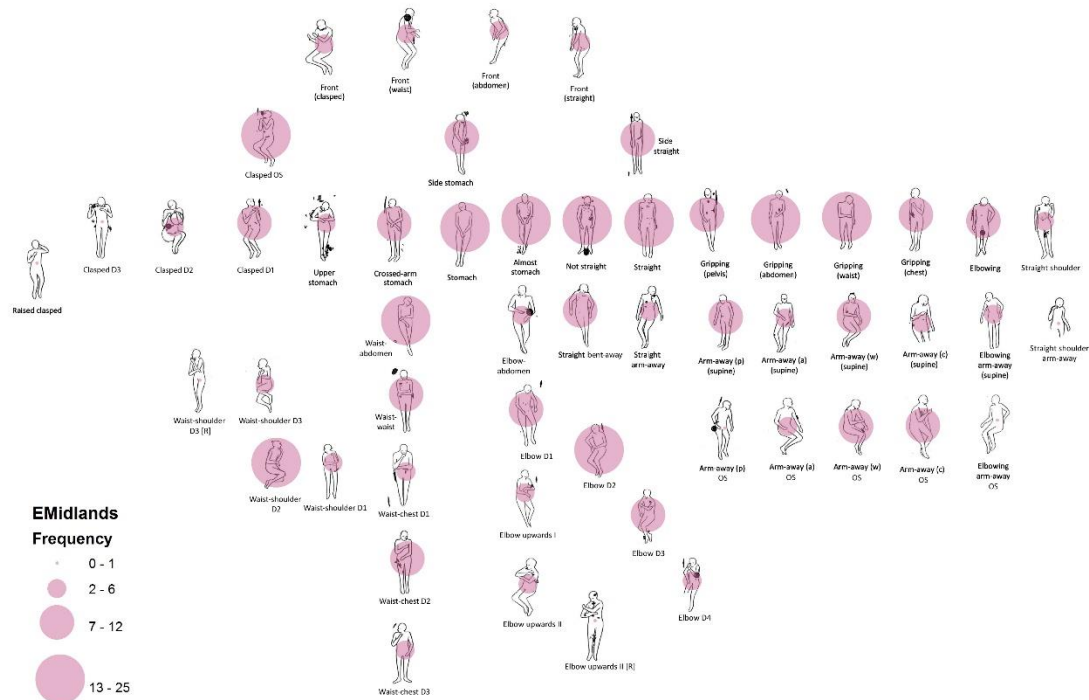 Front
(clasped)
Front
(waist)
Front
(abdomen)
Front
(straight)
Clasped OS
Side stomach
Side
straight
Raised clasped
Clasped D3
Clasped D2
Clasped D1
Upper
stomach
Crossed-arm
stomach
Stomach
Almost
stomach
Not straight
Straight
Gripping
(pelvis)
Gripping
(abdomen)
Gripping
(waist)
Gripping
(chest)
Elbowing
Straight shoulder
Waist-
abdomen
Elbow-
abdomen
Straight bent-away
Straight
arm-away
Arm-away (p)
(supine)
Arm-away (a)
(supine)
Arm-away (w)
(supine)
Arm-away (c)
(supine)
Elbowing
arm-away
(supine)
Straight shoulder
arm-away
Waist-shoulder
D3 [R]
Waist-shoulder D3
Waist-
waist
Elbow D1
Arm-away (p)
OS
Arm-away (a)
OS
Arm-away (w)
OS
Arm-away (c)
OS
Elbowing
arm-away
OS
Waist-shoulder
D2
Waist-shoulder D1
Waist-chest D1
Elbow D2
Elbow upwards I
Elbow D3
Waist-chest D2
Elbow upwards II
Elbow upwards II [R]
Elbow D4
Waist-chest D3
EMidlands
Frequency
0 - 1
2 - 6
7 - 12
13 - 25